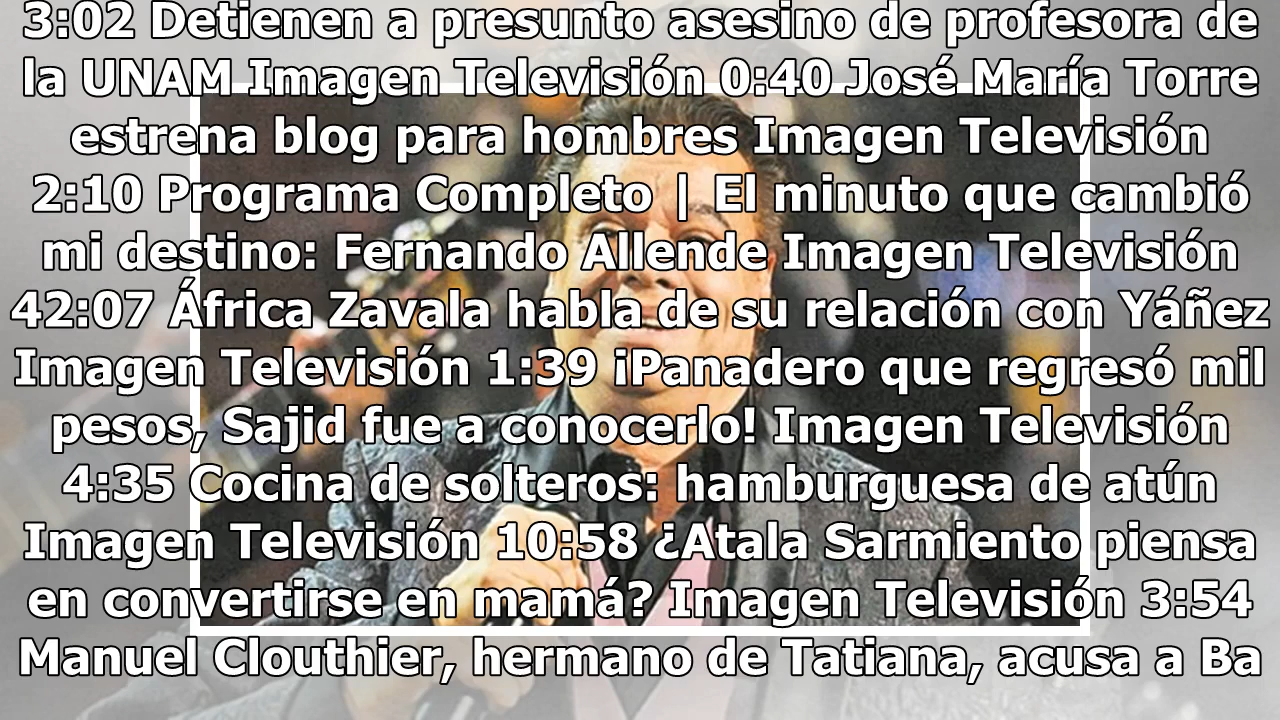 3:02 Detienen a presunto asesino de profesora de
la UNAM Imagen Televisión 0:40 José María Torre
estrena blog para hombres Imagen Televisión
2:10 Programa Completo | El minuto que cambió
mi destino: Fernando Allende Imagen Televisión
42:07 África Zavala habla de su relación con Yáñez
Imagen Televisión 1:39 ¡Panadero que regresó mil
pesos, Sajid fue a conocerlo! Imagen Televisión
4:35 Cocina de solteros: hamburguesa de atún
Imagen Televisión 10:58 ¿Atala Sarmiento piensa
en convertirse en mamá? Imagen Televisión 3:54
Manuel Clouthier, hermano de Tatiana, acusa a Ba